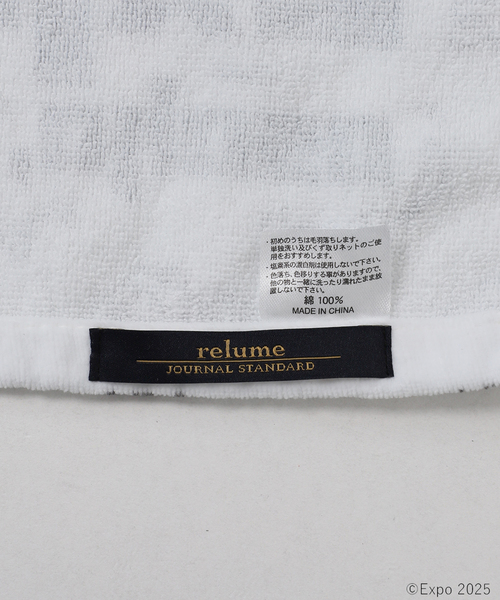 ・初めのうちは毛羽落ちします。
単独洗い及びくず取りネットのご使
用をおすすめします。
・塩素系の漂白剤は使用しないで下さい。
・色落ち、色移りする事がありますので、
他の物と一緒に洗ったり濡れたまま放
置しないで下さい。
綿 100%
MADE IN CHINA
relume
JOURNAL STANDARD
©Expo 2025